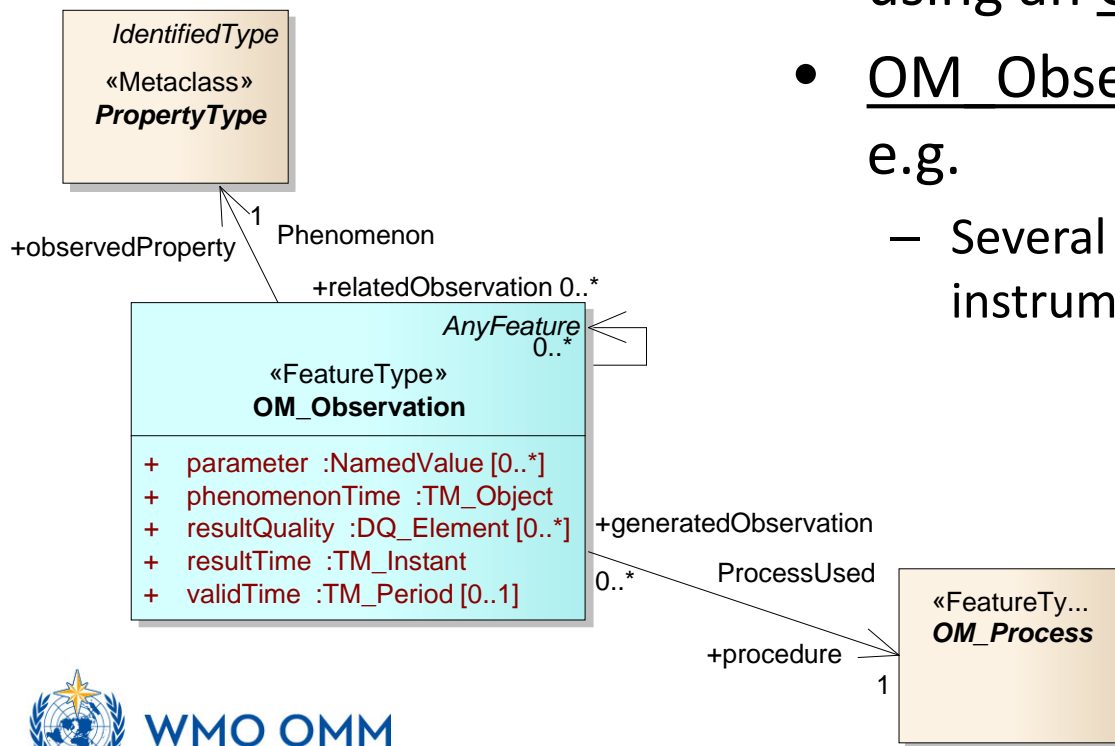 IdentifiedType
«Metaclass»
PropertyType
1
+observedProperty
Phenomenon
+relatedObservation 0..*
AnyFeature
0..*
«FeatureType»
OM_Observation
+ parameter :NamedValue [0..*]
+ phenomenonTime :TM_Object
+ resultQuality :DQ_Element [0..*]
+ resultTime :TM_Instant
+ validTime :TM_Period [0..1]
+generatedObservation
0..*
ProcessUsed
+procedure
1
«FeatureTy...
OM_Process
• OM_Obse
e.g.
– Several
instrum
WMO OMM